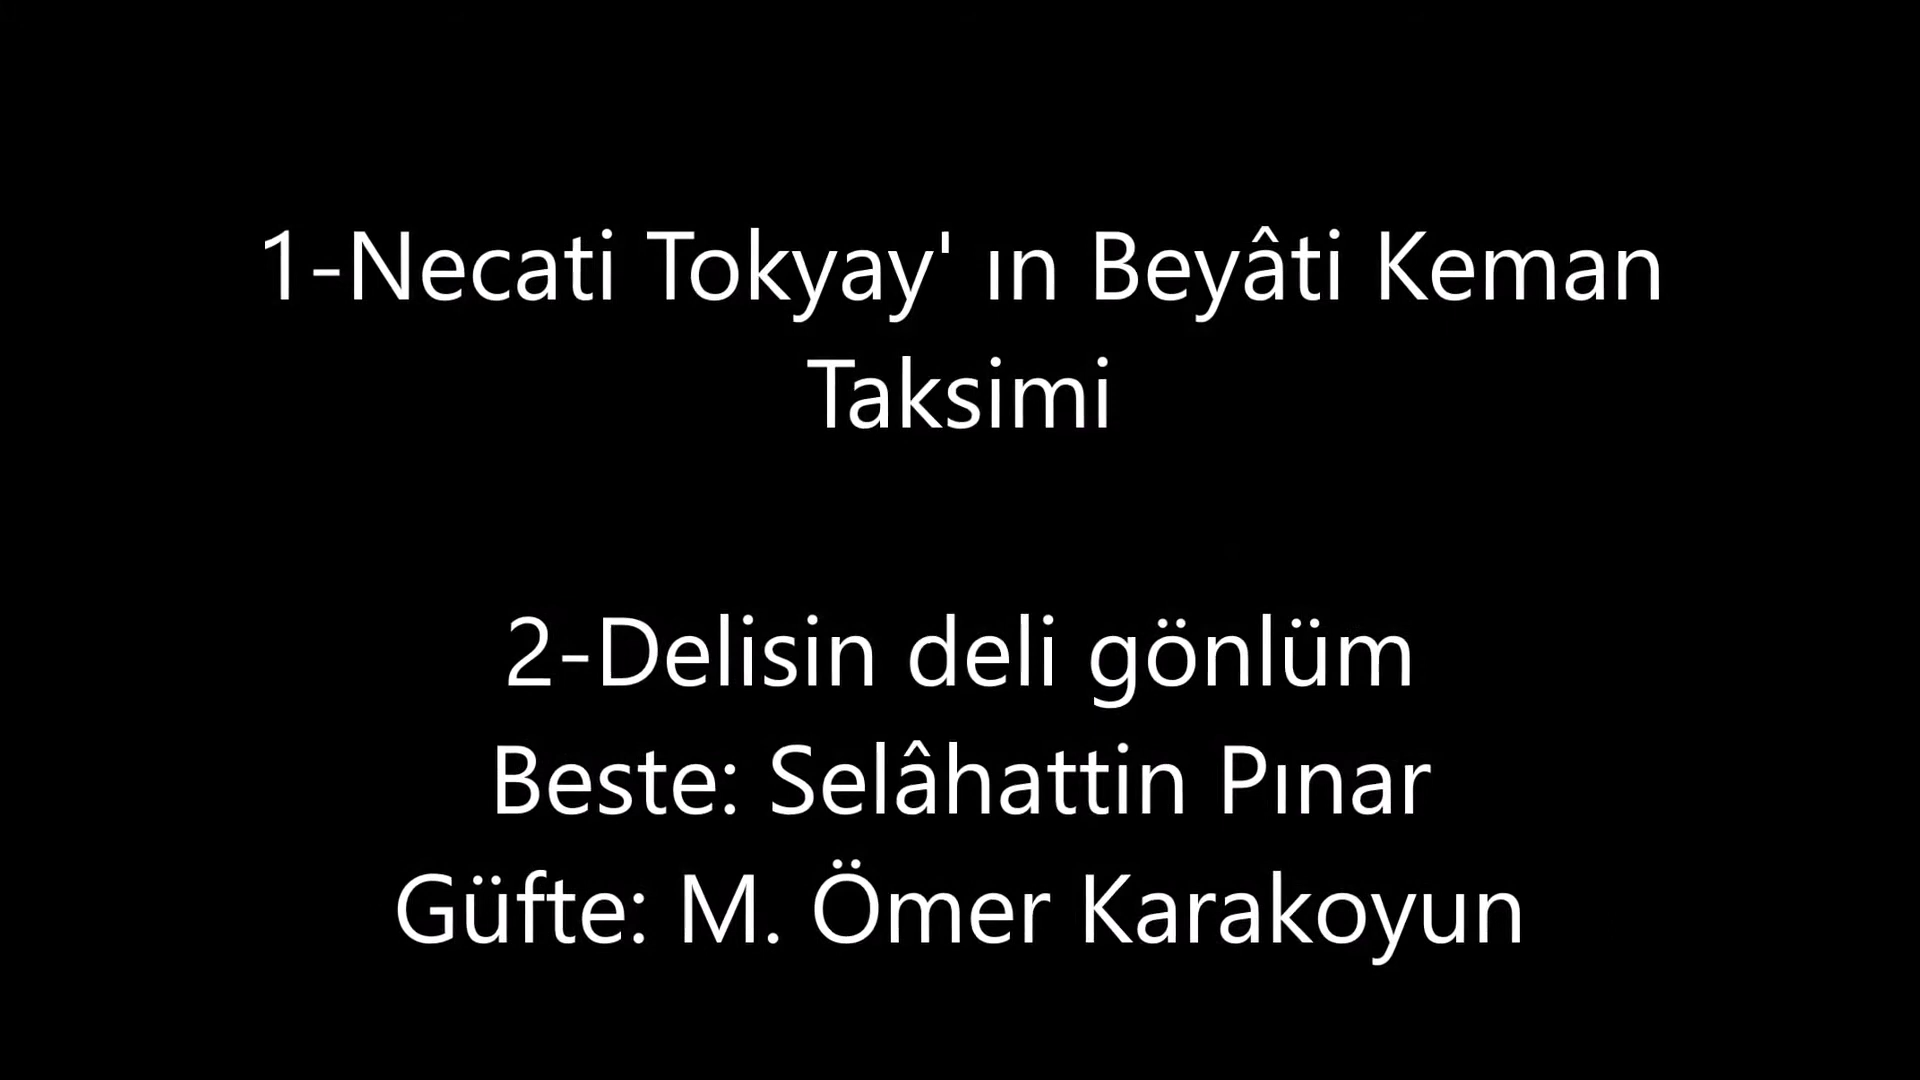 1-Necati Tokyay' ın Beyâti Keman
Taksimi
2-Delisin deli gönlüm
Beste: Selâhattin Pınar
Güfte: M. Ömer Karakoyun